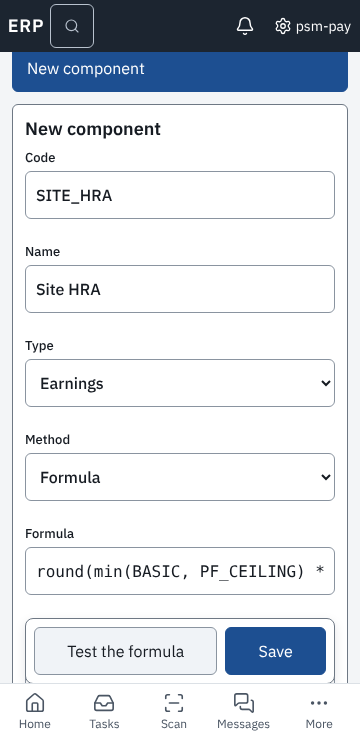 ERP
psm-pay
New component
New component
Code
SITE_HRA
Name
Site HRA
Type
Earnings
Method
Formula
Formula
round(min(BASIC, PF_CEILING) *
Test the formula
Save
Home
Tasks
Scan
Messages
More